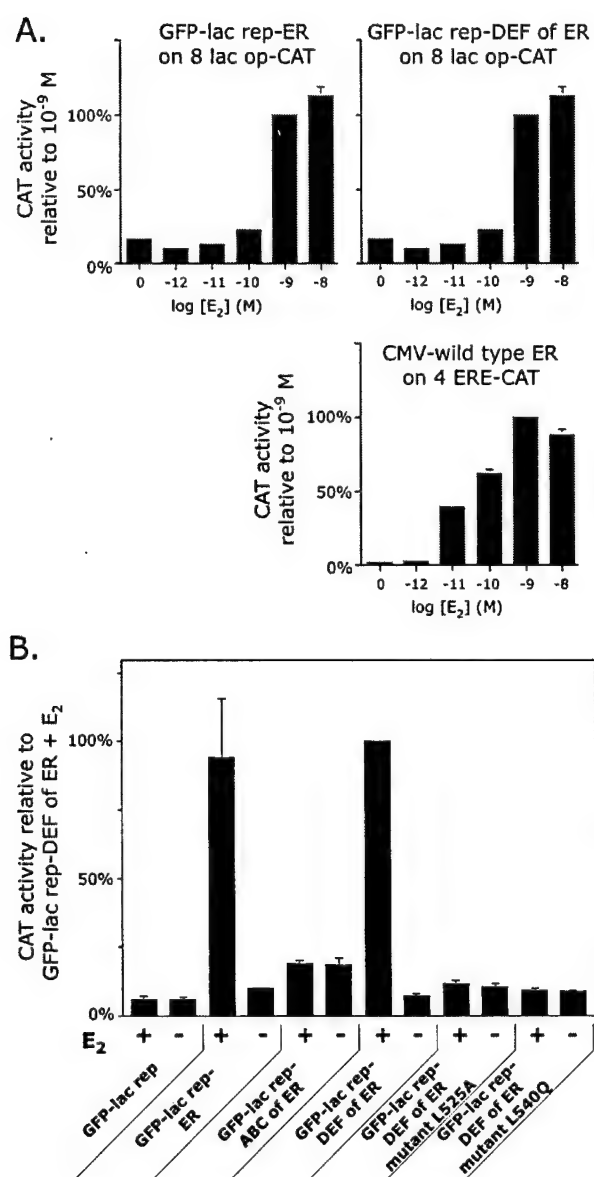 A.
GFP-lac rep-ER
on 8 lac op-CAT
CAT activity
relative to 10⁻⁹ M
100%
50%
0%
0 -12 -11 -10 -9 -8
log [E₂] (M)
GFP-lac rep-DEF of ER
on 8 lac op-CAT
100%
50%
0%
0 -12 -11 -10 -9 -8
log [E₂] (M)
CMV-wild type ER
on 4 ERE-CAT
CAT activity
relative to 10⁻⁹ M
100%
50%
0%
0 -12 -11 -10 -9 -8
log [E₂] (M)
B.
CAT activity relative to
GFP-lac rep-DEF of ER + E₂
100%
50%
0%
E₂ + - + - + - + - + - + -
GFP-lac rep
GFP-lac rep-
ER
GFP-lac rep-
ABC of ER
GFP-lac rep-
DEF of ER
GFP-lac rep-
DEF of ER
mutant L525A
GFP-lac rep-
DEF of ER
mutant L540Q